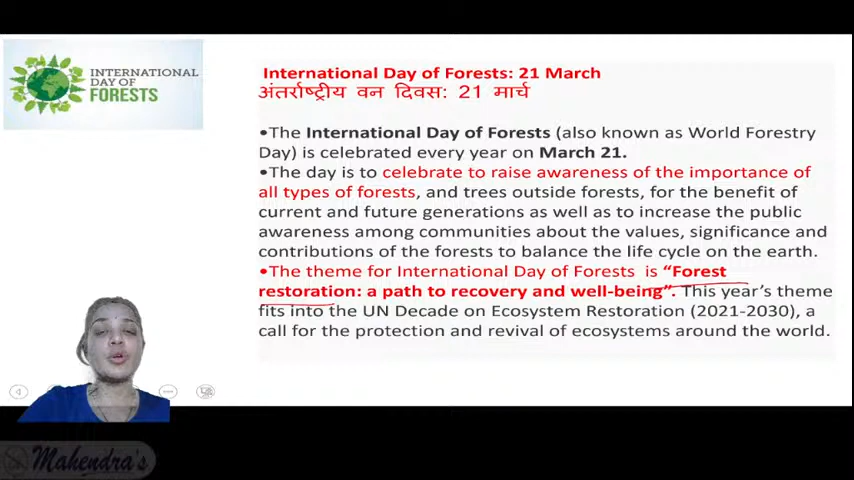 INTERNATIONAL
DAY OF
FORESTS
International Day of Forests: 21 March
अंतर्राष्ट्रीय वन दिवस: 21 मार्च
•The International Day of Forests (also known as World Forestry
Day) is celebrated every year on March 21.
•The day is to celebrate to raise awareness of the importance of
all types of forests, and trees outside forests, for the benefit of
current and future generations as well as to increase the public
awareness among communities about the values, significance and
contributions of the forests to balance the life cycle on the earth.
•The theme for International Day of Forests is “Forest
restoration: a path to recovery and well-being”. This year’s theme
fits into the UN Decade on Ecosystem Restoration (2021-2030), a
call for the protection and revival of ecosystems around the world.
Mahendra's